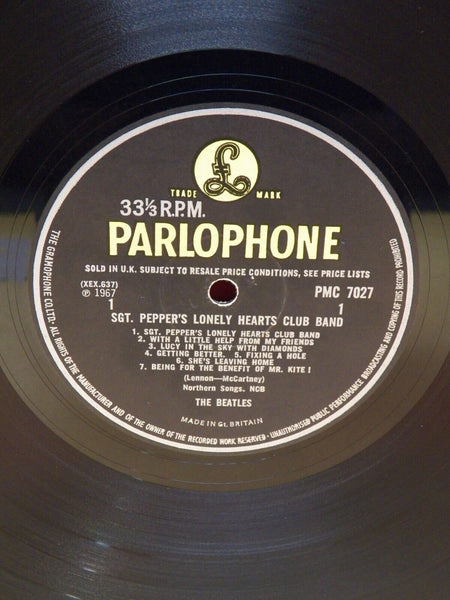 £
TRADE MARK
33⅓ R.P.M.
PARLOPHONE
SOLD IN U.K. SUBJECT TO RESALE PRICE CONDITIONS, SEE PRICE LISTS
(XEX.637)
℗ 1967
PMC 7027
1 1
SGT. PEPPER'S LONELY HEARTS CLUB BAND
1. SGT. PEPPER'S LONELY HEARTS CLUB BAND
2. WITH A LITTLE HELP FROM MY FRIENDS
3. LUCY IN THE SKY WITH DIAMONDS
4. GETTING BETTER. 5. FIXING A HOLE
6. SHE'S LEAVING HOME
7. BEING FOR THE BENEFIT OF MR. KITE !
(Lennon—McCartney)
Northern Songs, NCB
THE BEATLES
MADE IN Gt. BRITAIN
THE GRAMOPHONE CO. LTD. · ALL RIGHTS OF THE MANUFACTURER AND OF THE OWNER OF THE RECORDED WORK RESERVED · UNAUTHORISED PUBLIC PERFORMANCE BROADCASTING AND COPYING OF THIS RECORD PROHIBITED